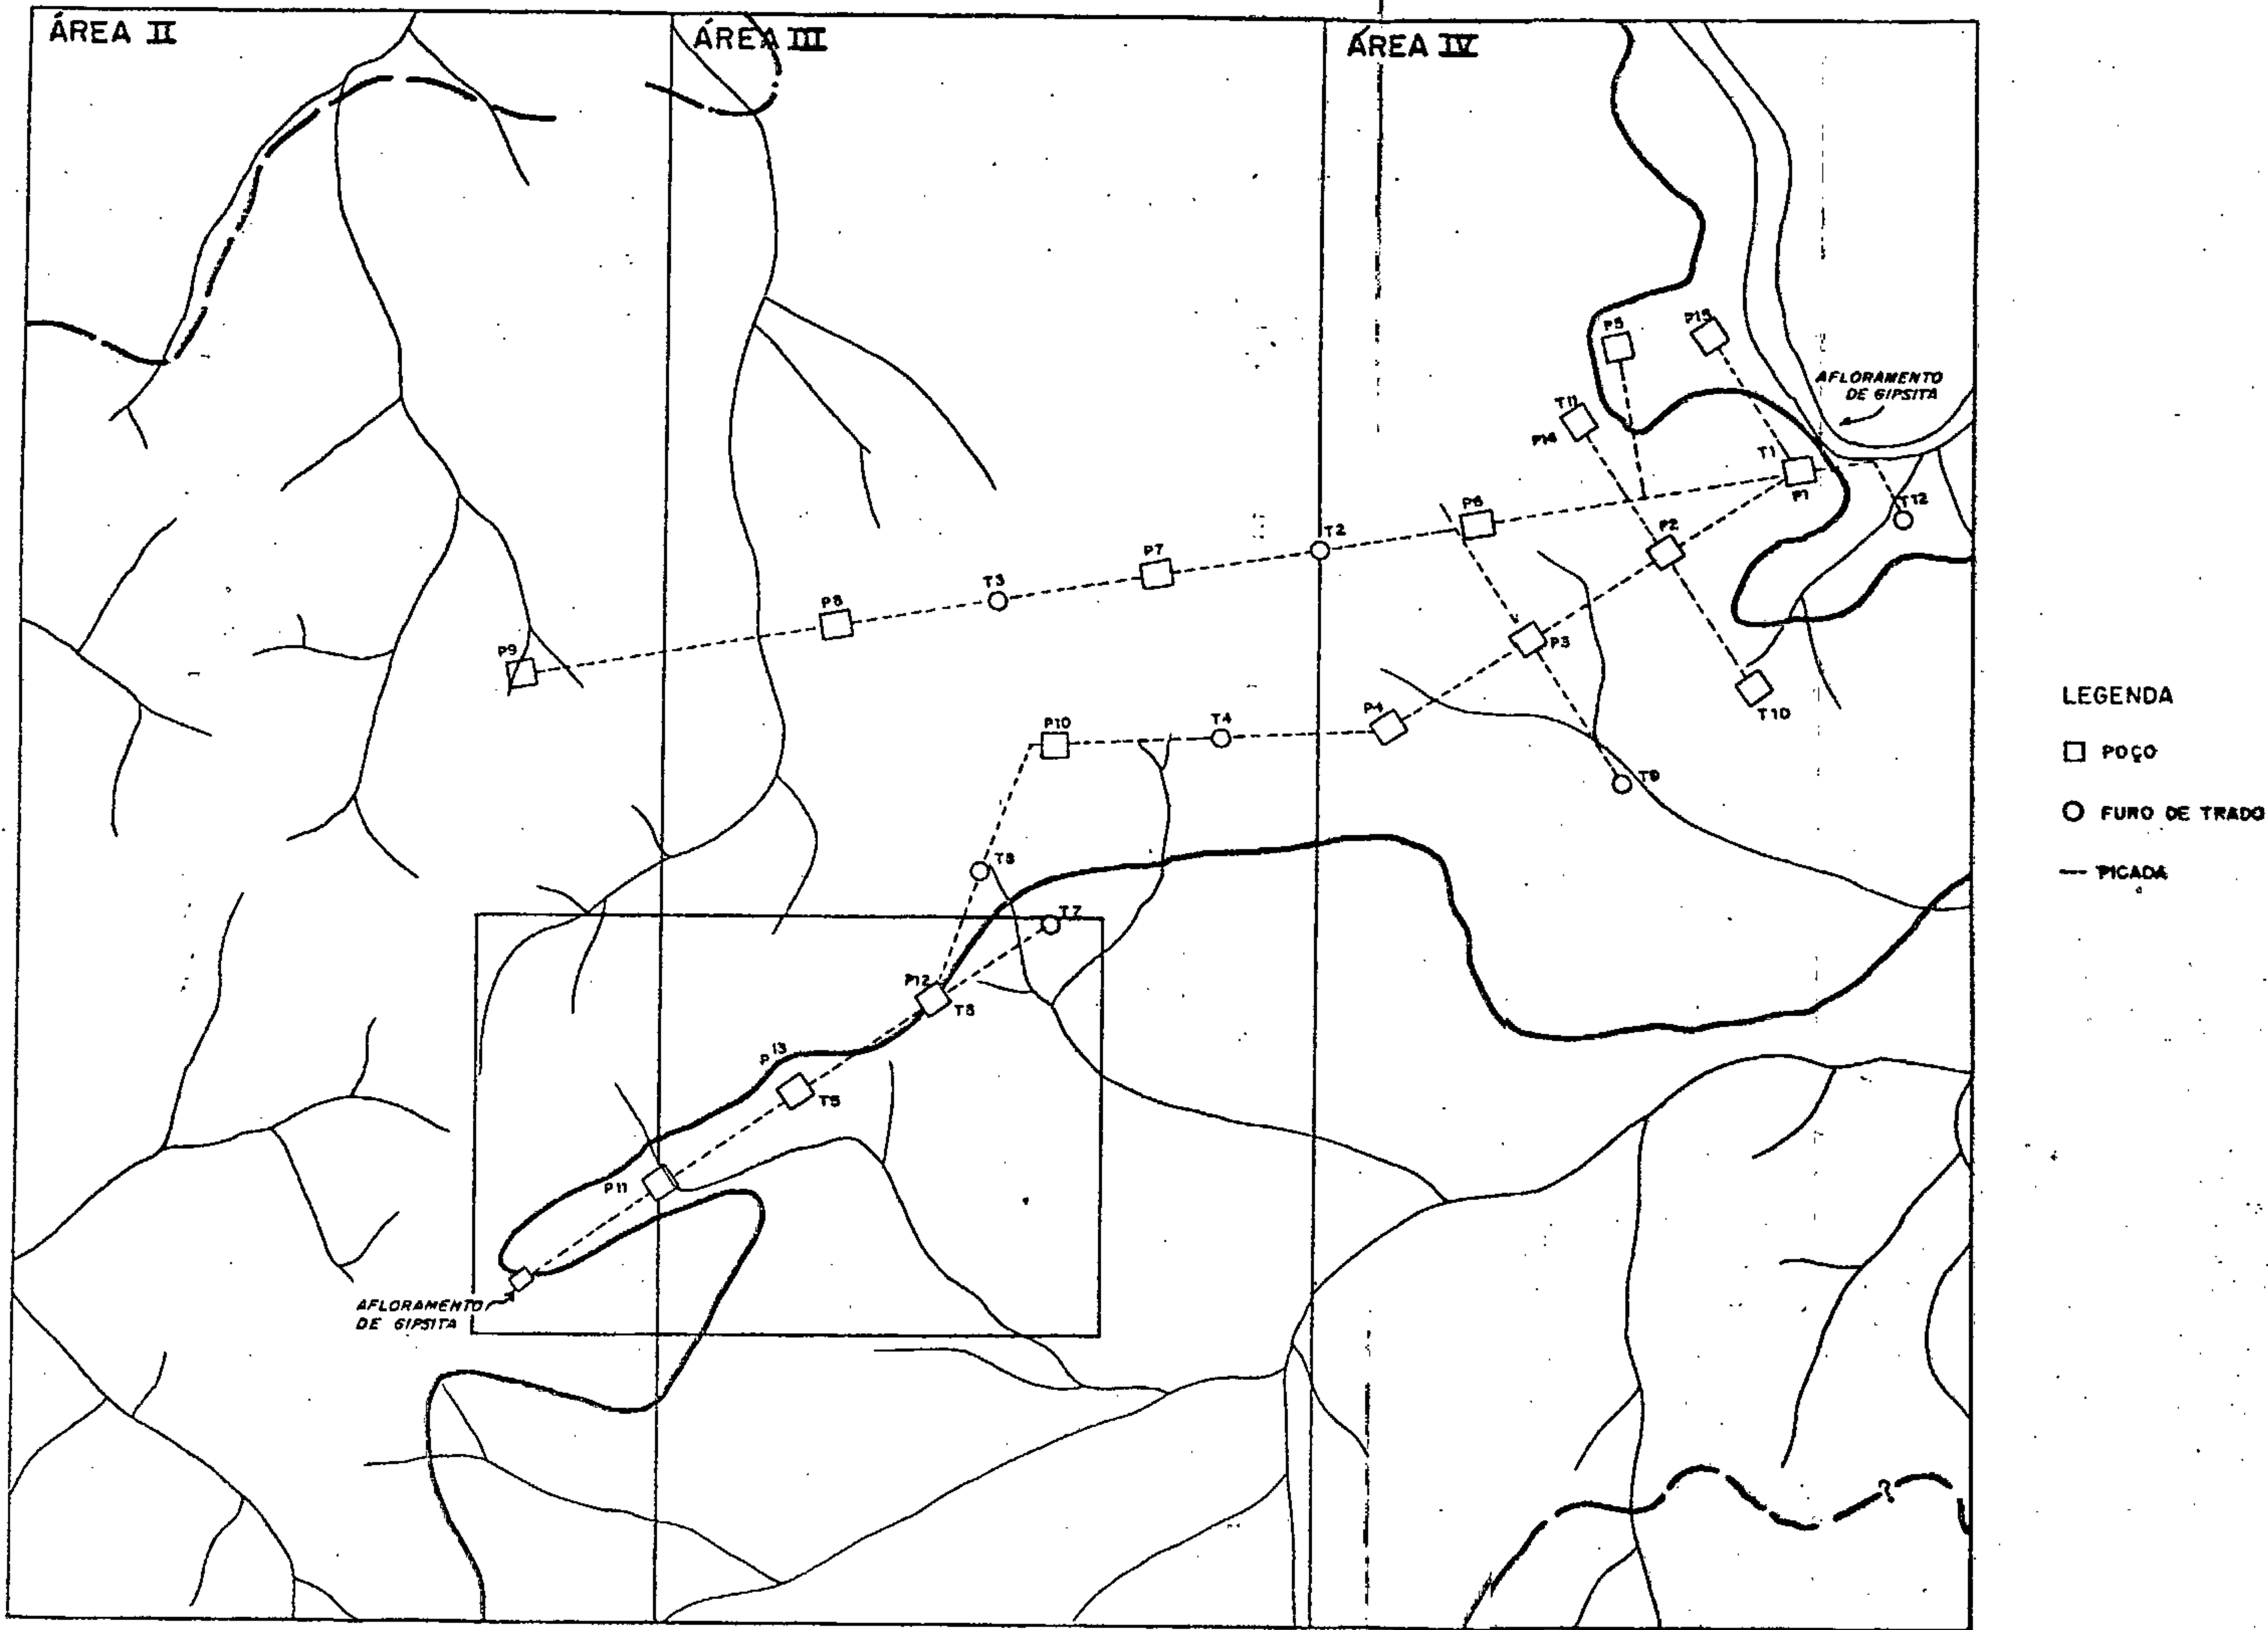 ÁREA II
ÁREA III
ÁREA IV
P5
P15
AFLORAMENTO
DE GIPSITA
T11
P14
T1
P1
T12
P6
P2
T2
P7
T3
P8
P9
P3
T10
P10
T4
P4
T9
T8
T7
P12
T6
P13
T5
P11
AFLORAMENTO
DE GIPSITA
?
LEGENDA
POÇO
FURO DE TRADO
PICADA